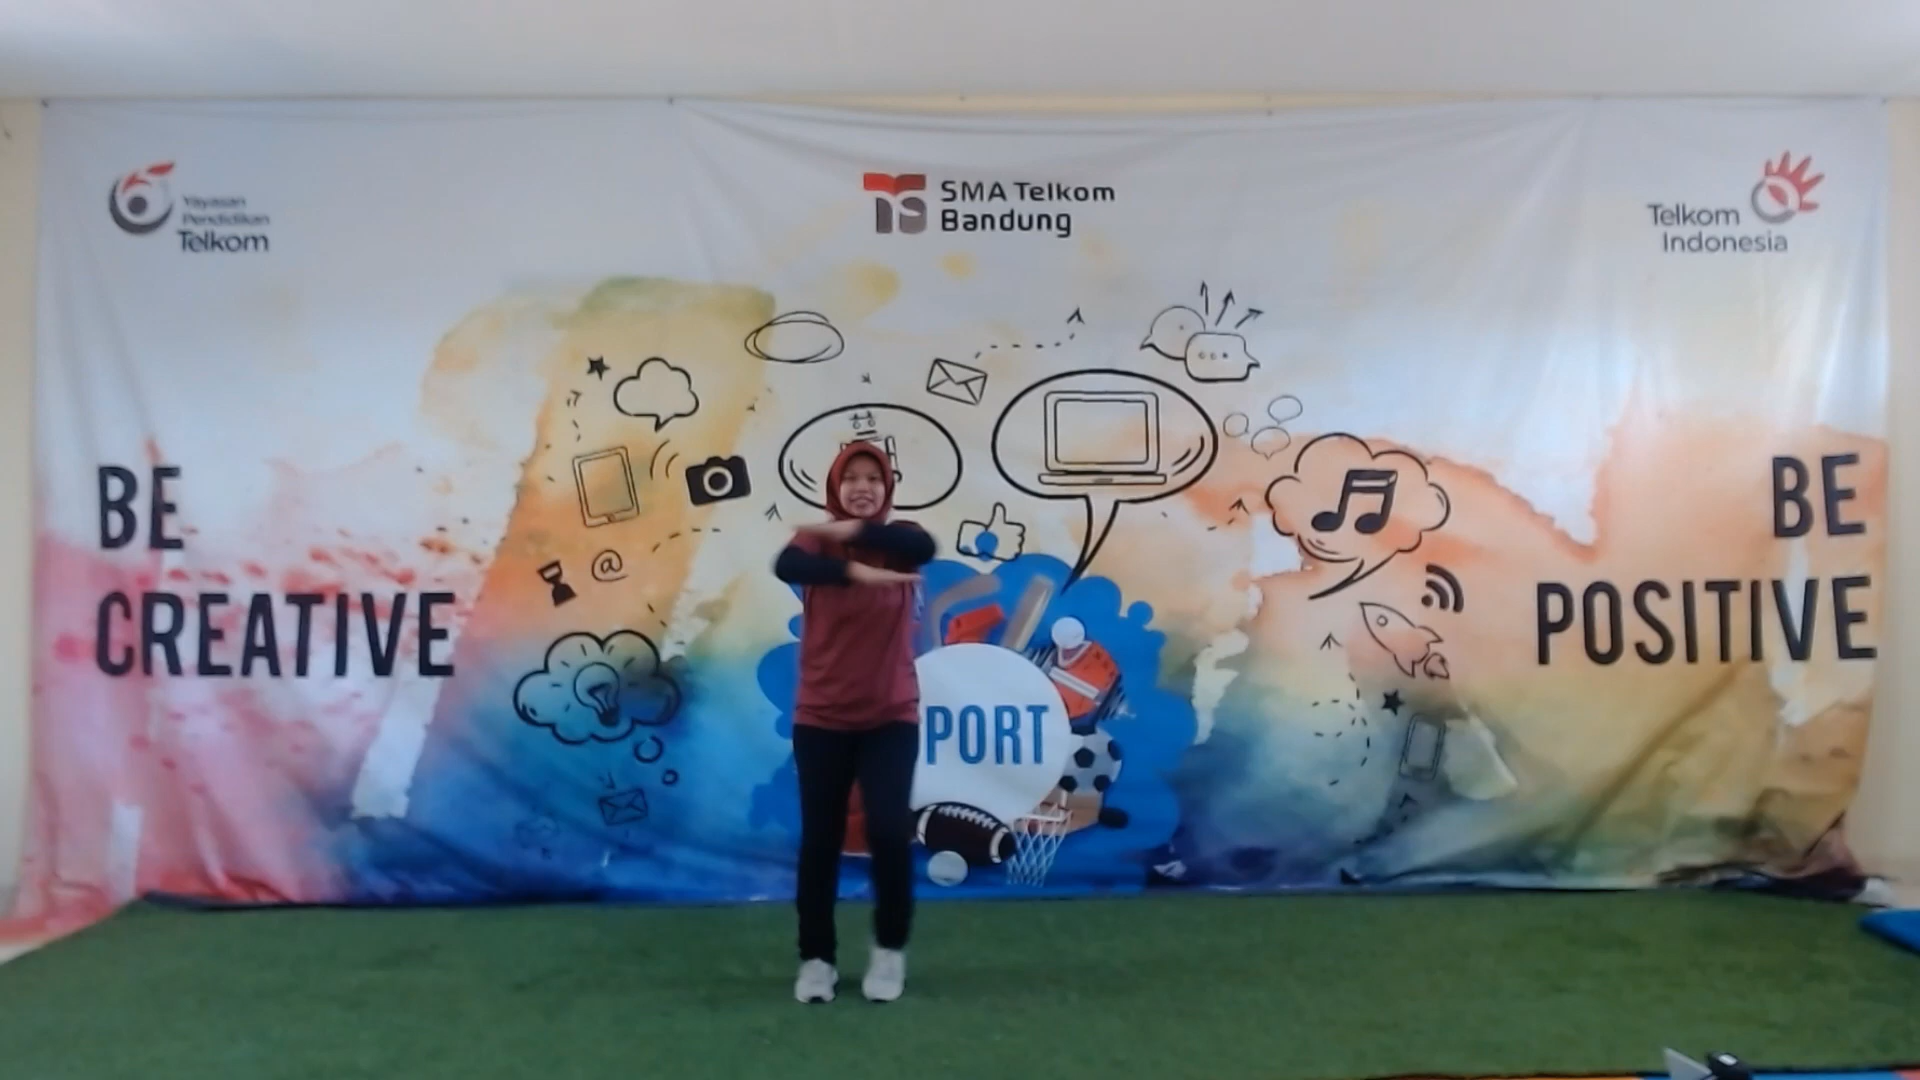 Yayasan
Pendidikan
Telkom
SMA Telkom
Bandung
Telkom
Indonesia
BE
CREATIVE
@
PORT
BE
POSITIVE